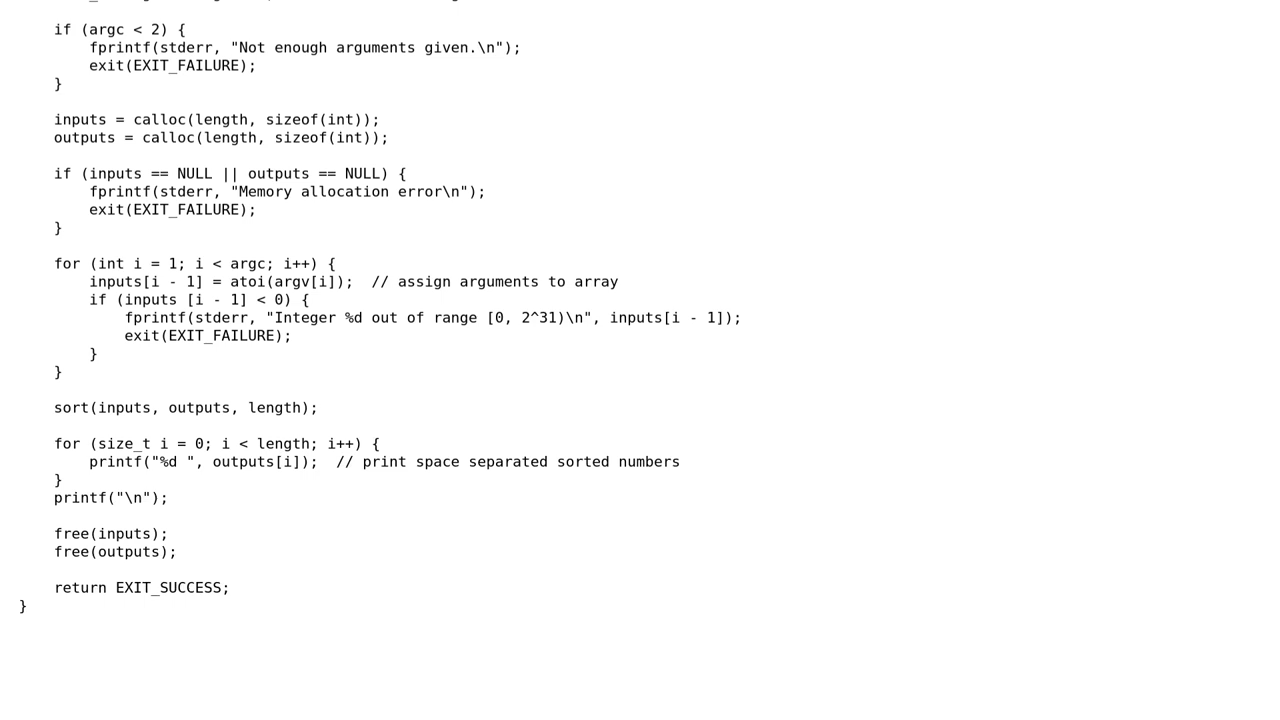 if (argc < 2) {
fprintf(stderr, "Not enough arguments given.\n");
exit(EXIT_FAILURE);
}
inputs = calloc(length, sizeof(int));
outputs = calloc(length, sizeof(int));
if (inputs == NULL || outputs == NULL) {
fprintf(stderr, "Memory allocation error\n");
exit(EXIT_FAILURE);
}
for (int i = 1; i < argc; i++) {
inputs[i - 1] = atoi(argv[i]);  // assign arguments to array
if (inputs [i - 1] < 0) {
fprintf(stderr, "Integer %d out of range [0, 2^31)\n", inputs[i - 1]);
exit(EXIT_FAILURE);
}
}
sort(inputs, outputs, length);
for (size_t i = 0; i < length; i++) {
printf("%d ", outputs[i]);  // print space separated sorted numbers
}
printf("\n");
free(inputs);
free(outputs);
return EXIT_SUCCESS;
}